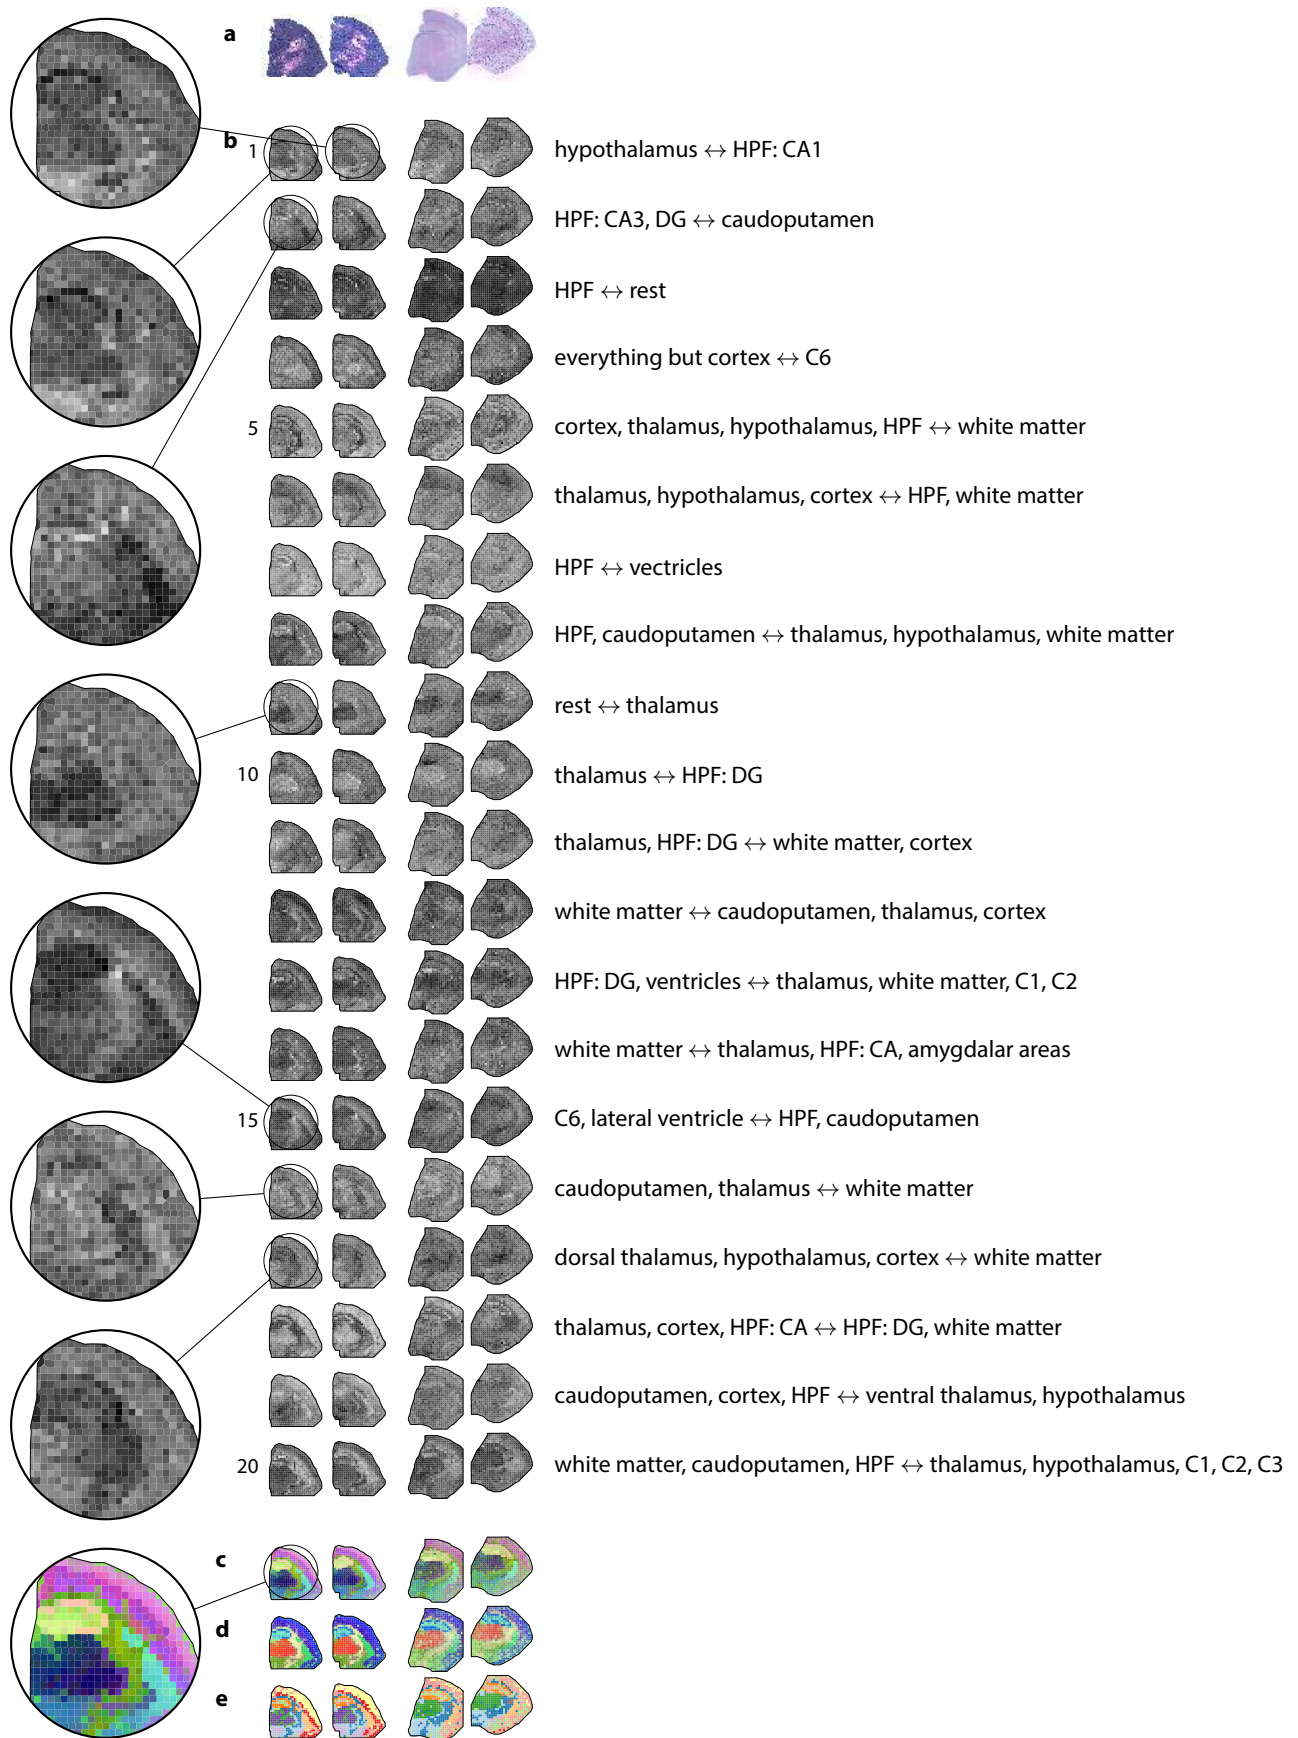 a
b
1 hypothalamus ↔ HPF: CA1
HPF: CA3, DG ↔ caudoputamen
HPF ↔ rest
everything but cortex ↔ C6
5 cortex, thalamus, hypothalamus, HPF ↔ white matter
thalamus, hypothalamus, cortex ↔ HPF, white matter
HPF ↔ vectricles
HPF, caudoputamen ↔ thalamus, hypothalamus, white matter
rest ↔ thalamus
10 thalamus ↔ HPF: DG
thalamus, HPF: DG ↔ white matter, cortex
white matter ↔ caudoputamen, thalamus, cortex
HPF: DG, ventricles ↔ thalamus, white matter, C1, C2
white matter ↔ thalamus, HPF: CA, amygdalar areas
15 C6, lateral ventricle ↔ HPF, caudoputamen
caudoputamen, thalamus ↔ white matter
dorsal thalamus, hypothalamus, cortex ↔ white matter
thalamus, cortex, HPF: CA ↔ HPF: DG, white matter
caudoputamen, cortex, HPF ↔ ventral thalamus, hypothalamus
20 white matter, caudoputamen, HPF ↔ thalamus, hypothalamus, C1, C2, C3
c
d
e